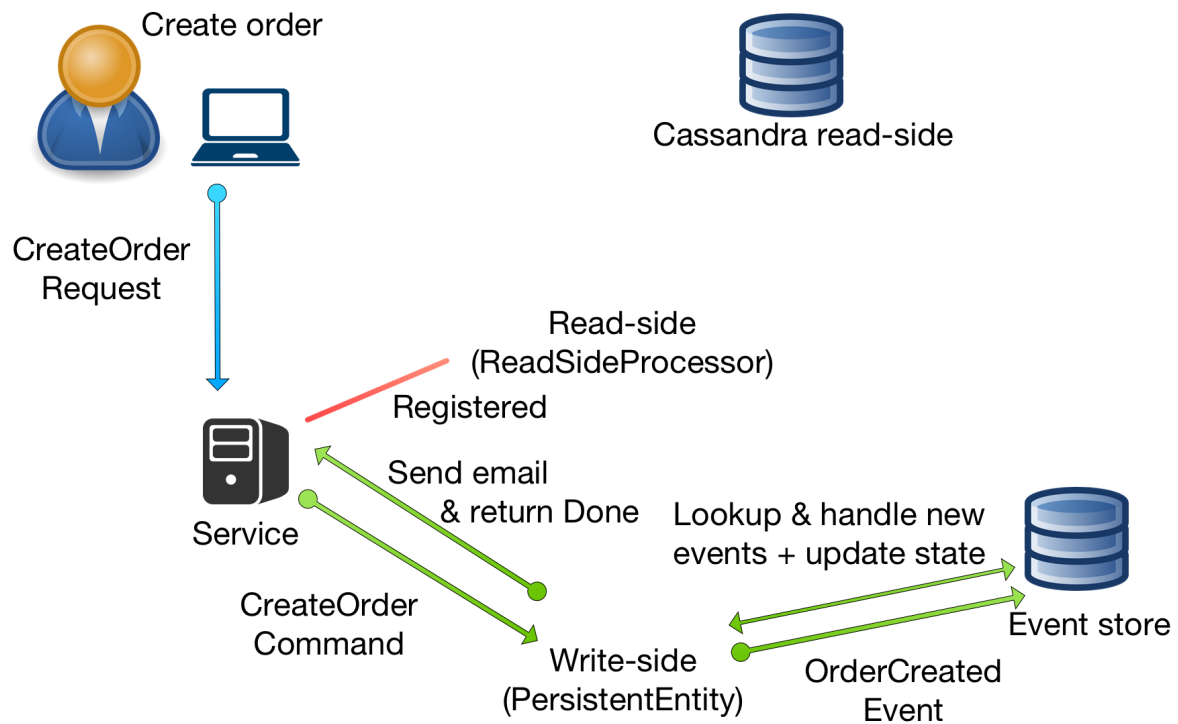 Create order
Cassandra read-side
CreateOrder
Request
Read-side
(ReadSideProcessor)
Registered
Send email
& return Done
Service
Lookup & handle new
events + update state
CreateOrder
Command
Event store
Write-side
(PersistentEntity)
OrderCreated
Event